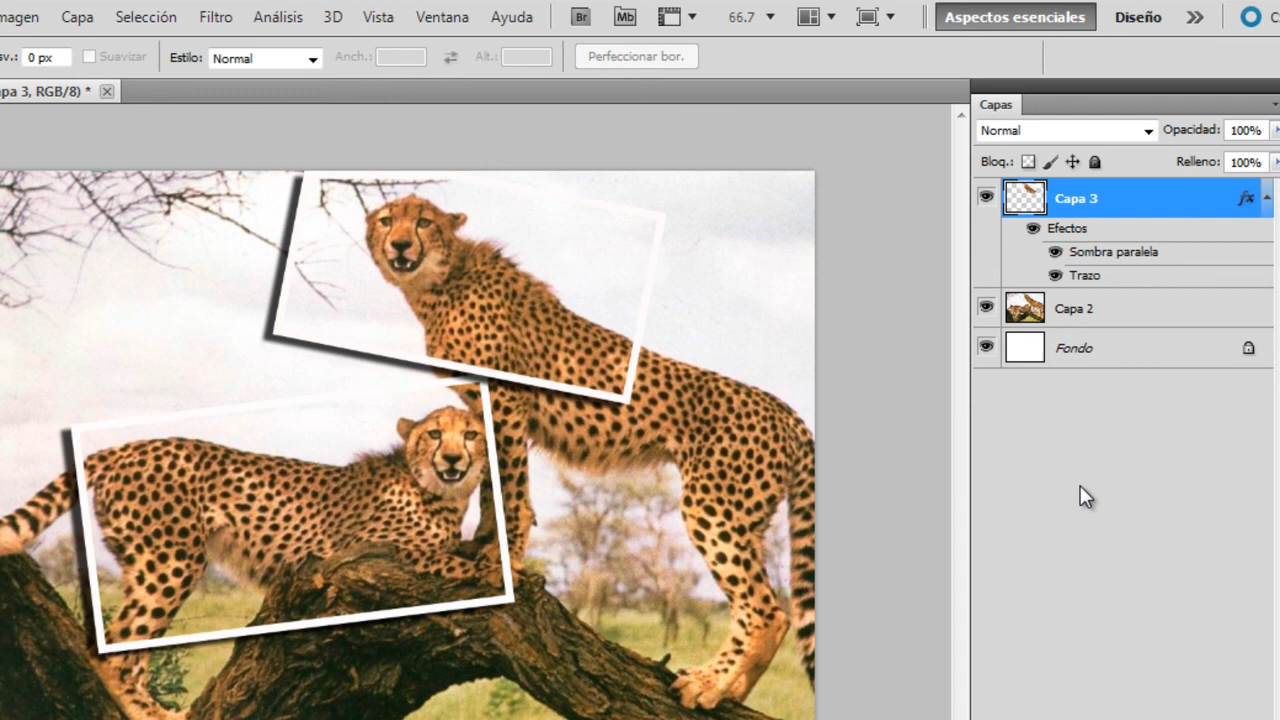 magen Capa Selección Filtro Análisis 3D Vista Ventana Ayuda Br Mb 66.7 Aspectos esenciales Diseño
sv.: 0 px Suavizar Estilo: Normal Anch.: Alt.: Perfeccionar bor.
apa 3, RGB/8) *
Capas
Normal Opacidad: 100%
Bloq.: Relleno: 100%
Capa 3 fx
Efectos
Sombra paralela
Trazo
Capa 2
Fondo